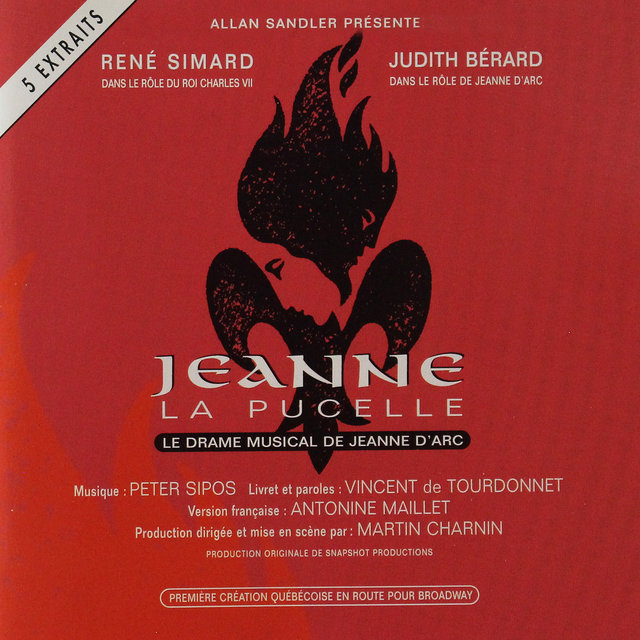 5 EXTRAITS
ALLAN SANDLER PRÉSENTE
RENÉ SIMARD
DANS LE RÔLE DU ROI CHARLES VII
JUDITH BÉRARD
DANS LE RÔLE DE JEANNE D'ARC
JEANNE
LA PUCELLE
LE DRAME MUSICAL DE JEANNE D'ARC
Musique : PETER SIPOS Livret et paroles : VINCENT de TOURDONNET
Version française : ANTONINE MAILLET
Production dirigée et mise en scène par : MARTIN CHARNIN
PRODUCTION ORIGINALE DE SNAPSHOT PRODUCTIONS
PREMIÈRE CRÉATION QUÉBÉCOISE EN ROUTE POUR BROADWAY